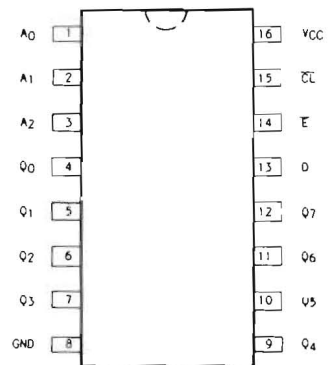 A0 1 16 VCC
A1 2 15 C̅L̅
A2 3 14 E̅
Q0 4 13 D
Q1 5 12 Q7
Q2 6 11 Q6
Q3 7 10 Q5
GND 8 9 Q4